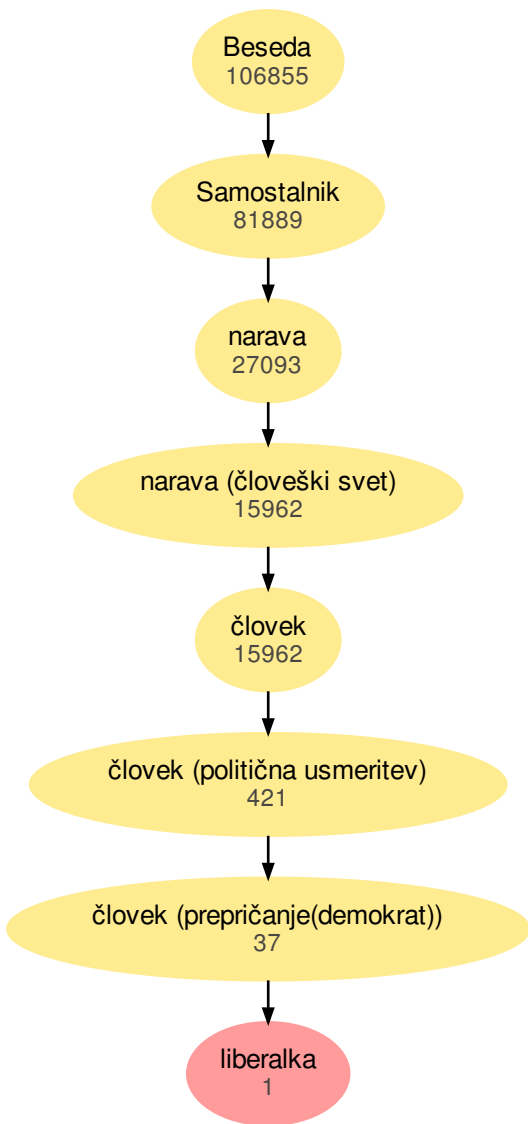 Beseda
106855
Samostalnik
81889
narava
27093
narava (človeški svet)
15962
človek
15962
človek (politična usmeritev)
421
človek (prepričanje(demokrat))
37
liberalka
1